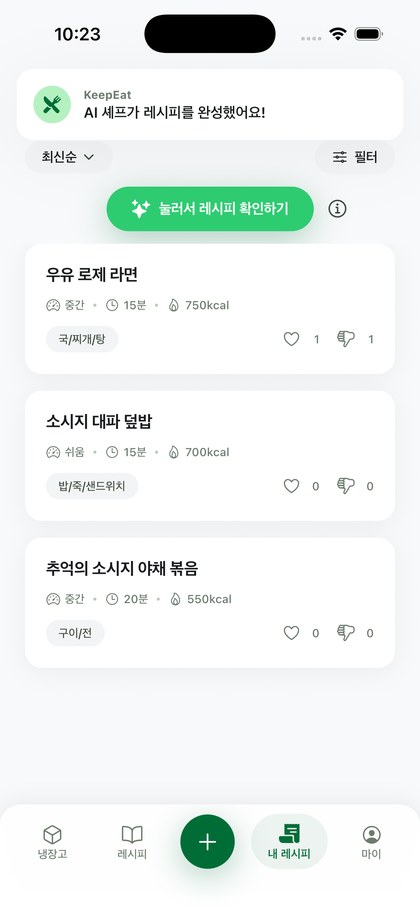 10:23
KeepEat
AI 셰프가 레시피를 완성했어요!
최신순
필터
눌러서 레시피 확인하기
우유 로제 라면
중간 • 15분 • 750kcal
국/찌개/탕 1 1
소시지 대파 덮밥
쉬움 • 15분 • 700kcal
밥/죽/샌드위치 0 0
추억의 소시지 야채 볶음
중간 • 20분 • 550kcal
구이/전 0 0
냉장고 레시피 내 레시피 마이